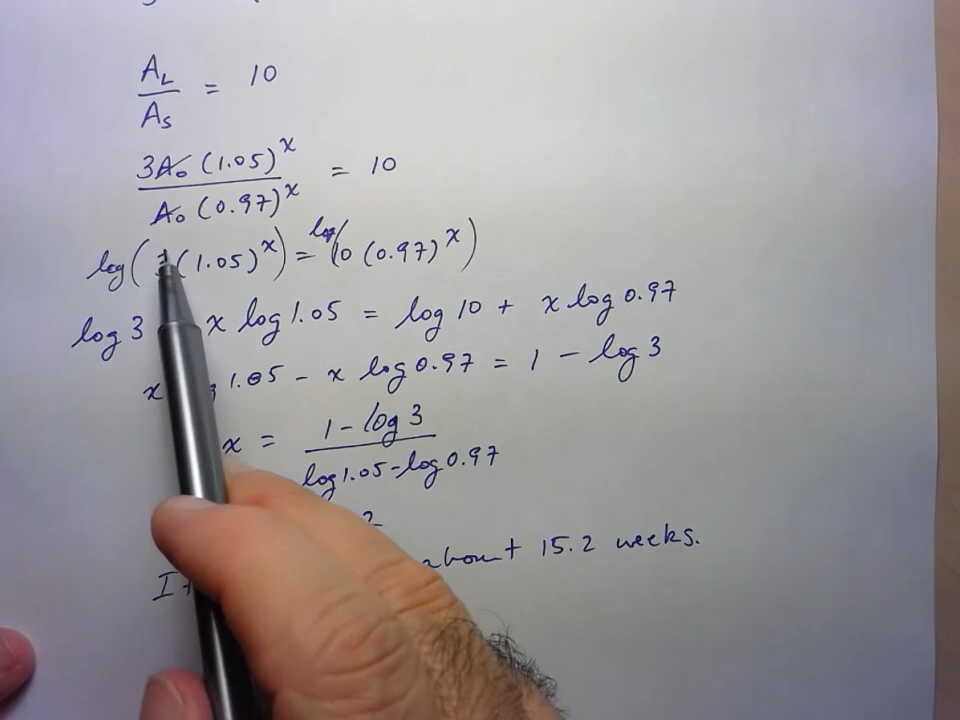 A_L / A_S = 10
3A₀(1.05)^x / A₀(0.97)^x = 10
log(3(1.05)^x) = log(10(0.97)^x)
log 3 x log 1.05 = log 10 + x log 0.97
x 1.05 - x log 0.97 = 1 - log 3
x = (1 - log 3) / (log 1.05 - log 0.97)
2
about 15.2 weeks.